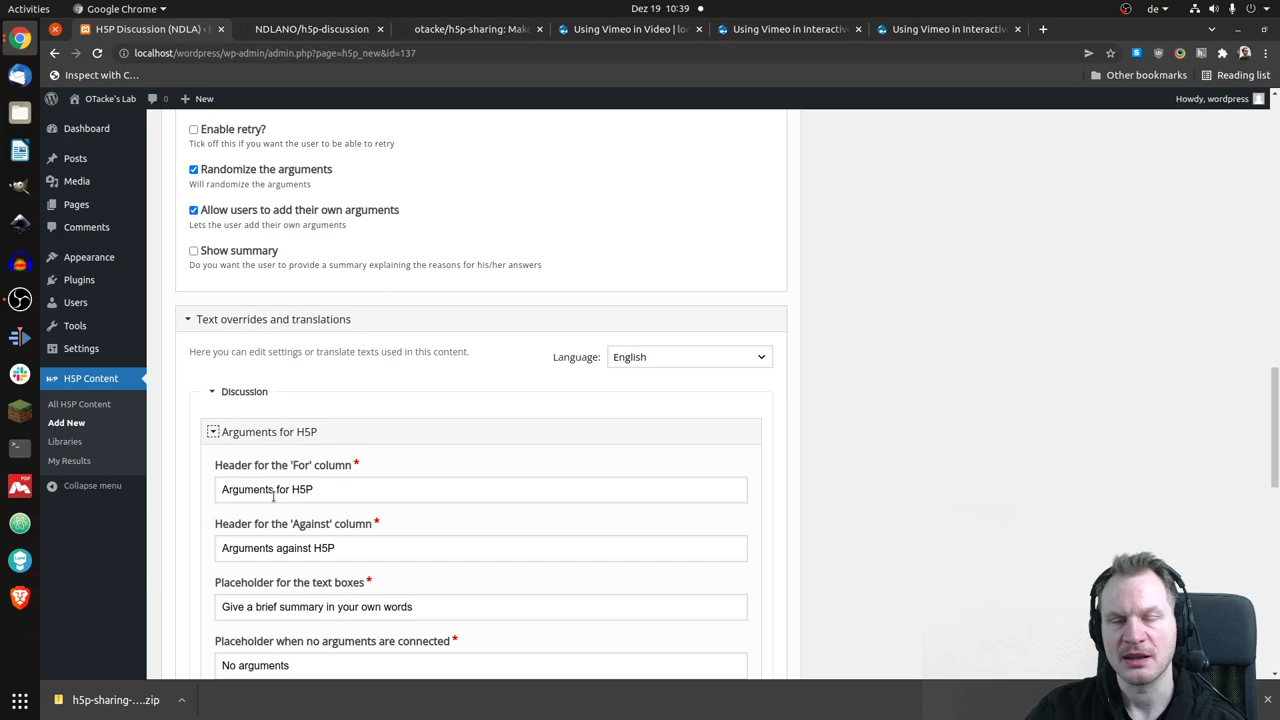 Activities
Google Chrome
Dez 19 10:39
de
H5P Discussion (NDLA) ‹
NDLANO/h5p-discussion
otacke/h5p-sharing: Make
Using Vimeo in Video | loc
Using Vimeo in Interactive
Using Vimeo in Interactive
localhost/wordpress/wp-admin/admin.php?page=h5p_new&id=137
Inspect with C…
Other bookmarks
Reading list
OTacke's Lab
0
New
Howdy, wordpress
Dashboard
Posts
Media
Pages
Comments
Appearance
Plugins
Users
Tools
Settings
H5P Content
All H5P Content
Add New
Libraries
My Results
Collapse menu
Enable retry?
Tick off this if you want the user to be able to retry
Randomize the arguments
Will randomize the arguments
Allow users to add their own arguments
Lets the user add their own arguments
Show summary
Do you want the user to provide a summary explaining the reasons for his/her answers
Text overrides and translations
Here you can edit settings or translate texts used in this content.
Language:
English
Discussion
Arguments for H5P
Header for the 'For' column *
Arguments for H5P
Header for the 'Against' column *
Arguments against H5P
Placeholder for the text boxes *
Give a brief summary in your own words
Placeholder when no arguments are connected *
No arguments
h5p-sharing-....zip